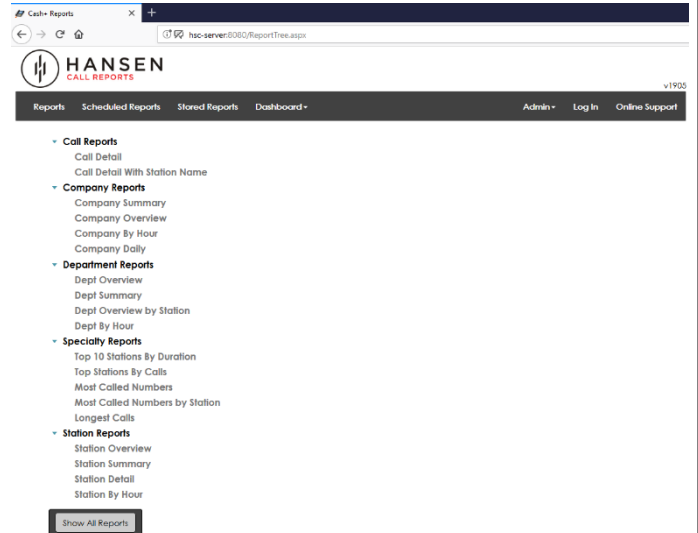 Cash+ Reports
hsc-server:8080/ReportTree.aspx
HANSEN
CALL REPORTS
v1905
Reports Scheduled Reports Stored Reports Dashboard Admin Log In Online Support
Call Reports
Call Detail
Call Detail With Station Name
Company Reports
Company Summary
Company Overview
Company By Hour
Company Daily
Department Reports
Dept Overview
Dept Summary
Dept Overview by Station
Dept By Hour
Specialty Reports
Top 10 Stations By Duration
Top Stations By Calls
Most Called Numbers
Most Called Numbers by Station
Longest Calls
Station Reports
Station Overview
Station Summary
Station Detail
Station By Hour
Show All Reports